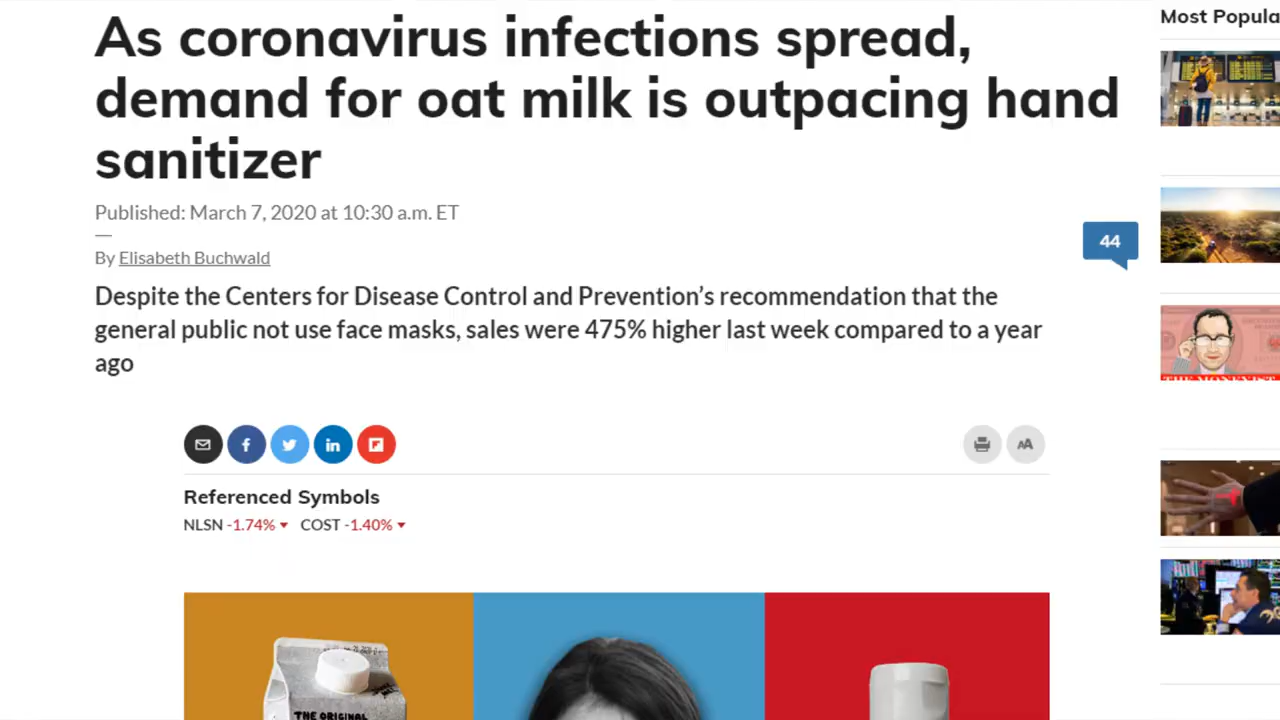 As coronavirus infections spread,
demand for oat milk is outpacing hand
sanitizer
Published: March 7, 2020 at 10:30 a.m. ET
By Elisabeth Buchwald
Despite the Centers for Disease Control and Prevention’s recommendation that the
general public not use face masks, sales were 475% higher last week compared to a year
ago
44
AA
Referenced Symbols
NLSN -1.74% COST -1.40%
THE ORIGINAL
Most Popula
THE MONEYIST